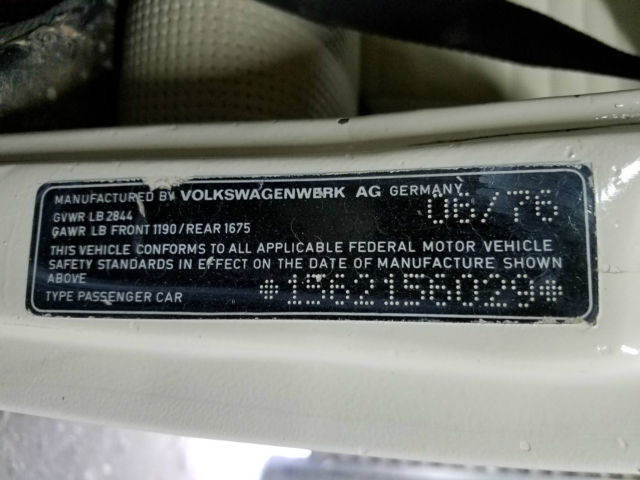 MANUFACTURED BY VOLKSWAGENWERK AG GERMANY 06/76
GVWR LB 2844
GAWR LB FRONT 1190/REAR 1675
THIS VEHICLE CONFORMS TO ALL APPLICABLE FEDERAL MOTOR VEHICLE
SAFETY STANDARDS IN EFFECT ON THE DATE OF MANUFACTURE SHOWN
ABOVE
TYPE PASSENGER CAR *1562156029*